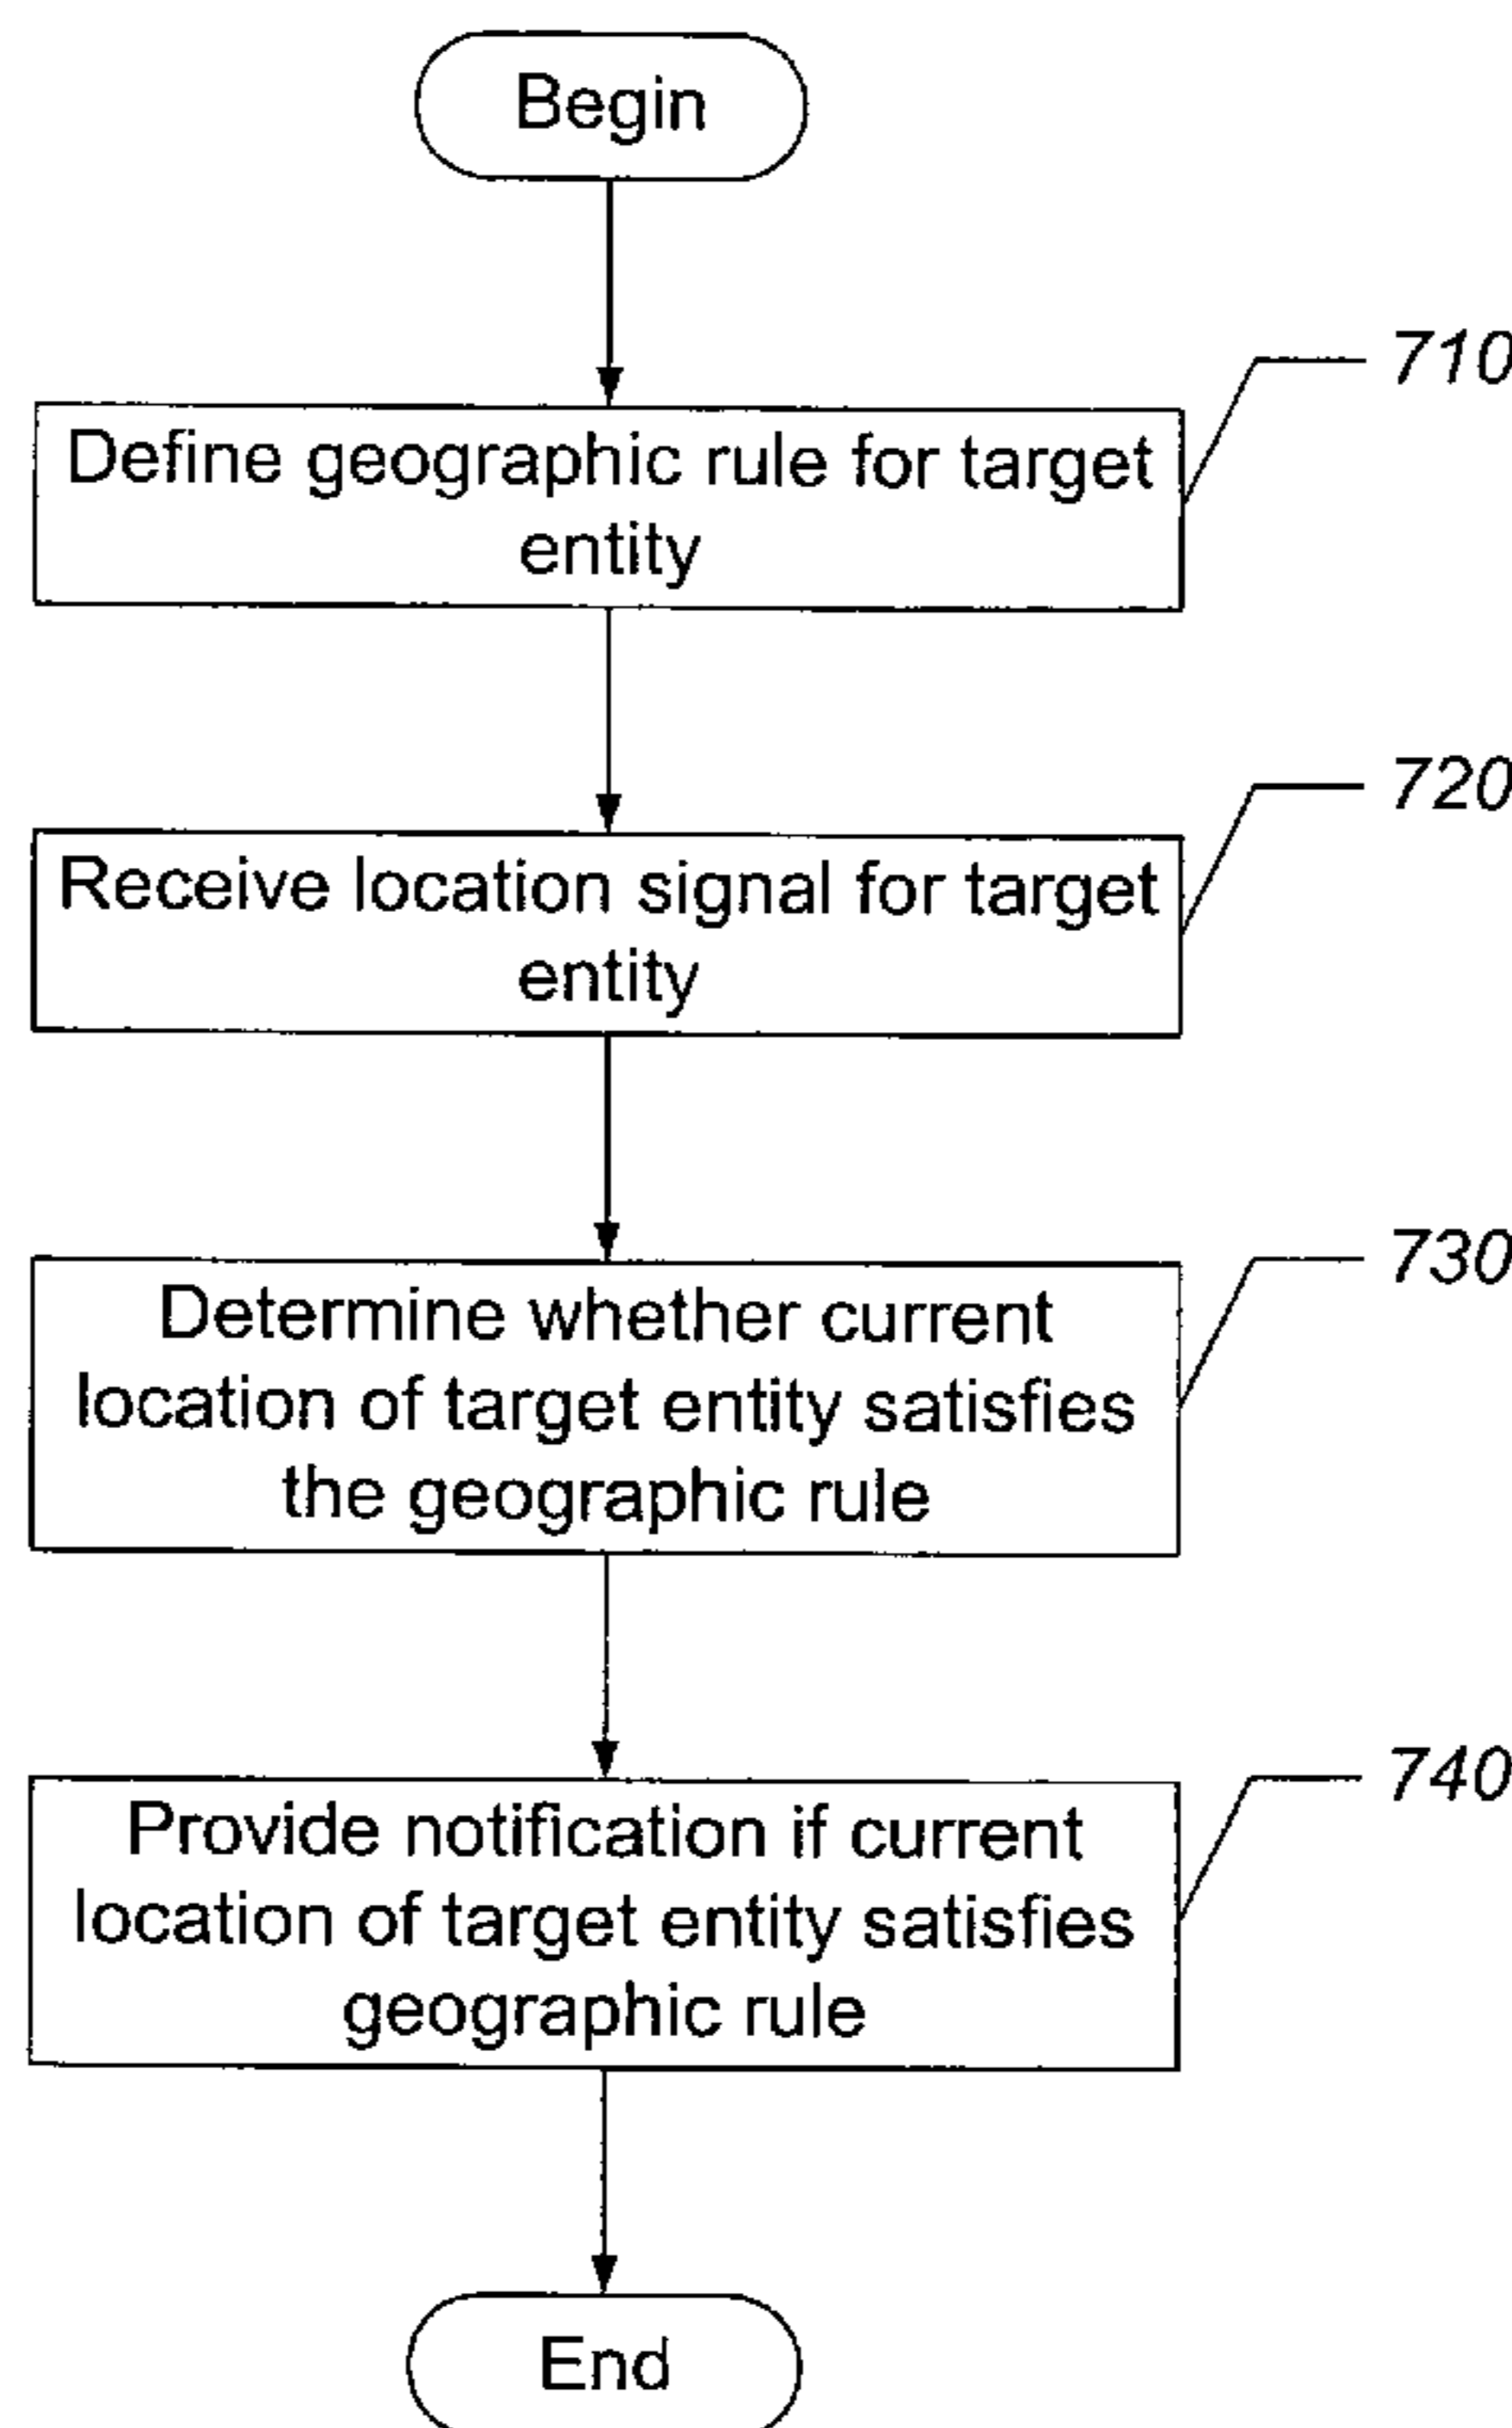 Begin
710
Define geographic rule for target
entity
720
Receive location signal for target
entity
730
Determine whether current
location of target entity satisfies
the geographic rule
740
Provide notification if current
location of target entity satisfies
geographic rule
End